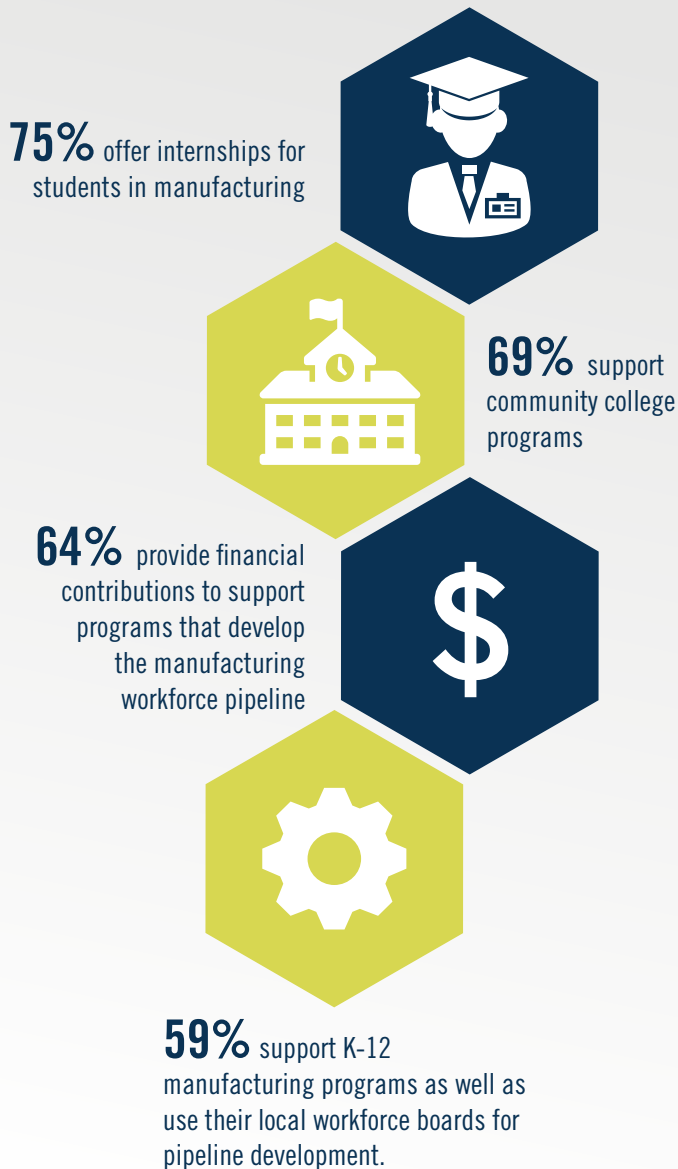 75% offer internships for
students in manufacturing
69% support
community college
programs
64% provide financial
contributions to support
programs that develop
the manufacturing
workforce pipeline
$
59% support K-12
manufacturing programs as well as
use their local workforce boards for
pipeline development.